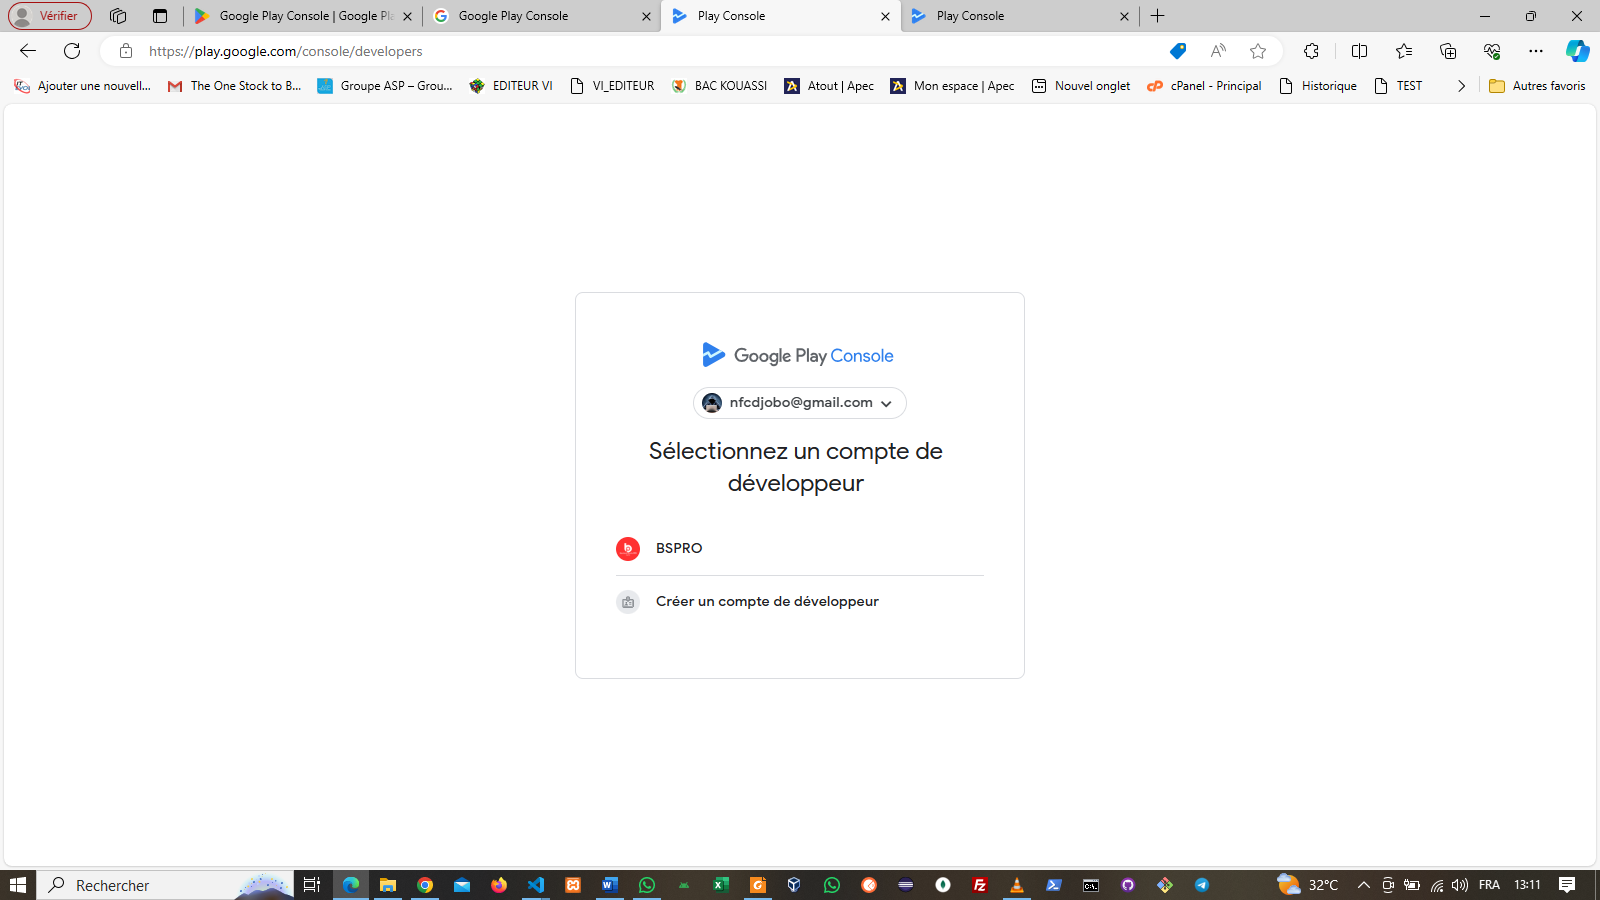 Vérifier
Google Play Console | Google Pla
Google Play Console
Play Console
Play Console
https://play.google.com/console/developers
Ajouter une nouvell...
The One Stock to B...
Groupe ASP – Grou...
EDITEUR VI
VI_EDITEUR
BAC KOUASSI
Atout | Apec
Mon espace | Apec
Nouvel onglet
cPanel - Principal
Historique
TEST
Autres favoris
Google Play Console
nfcdjobo@gmail.com
Sélectionnez un compte de
développeur
BSPRO
Créer un compte de développeur
Rechercher
32°C
FRA
13:11